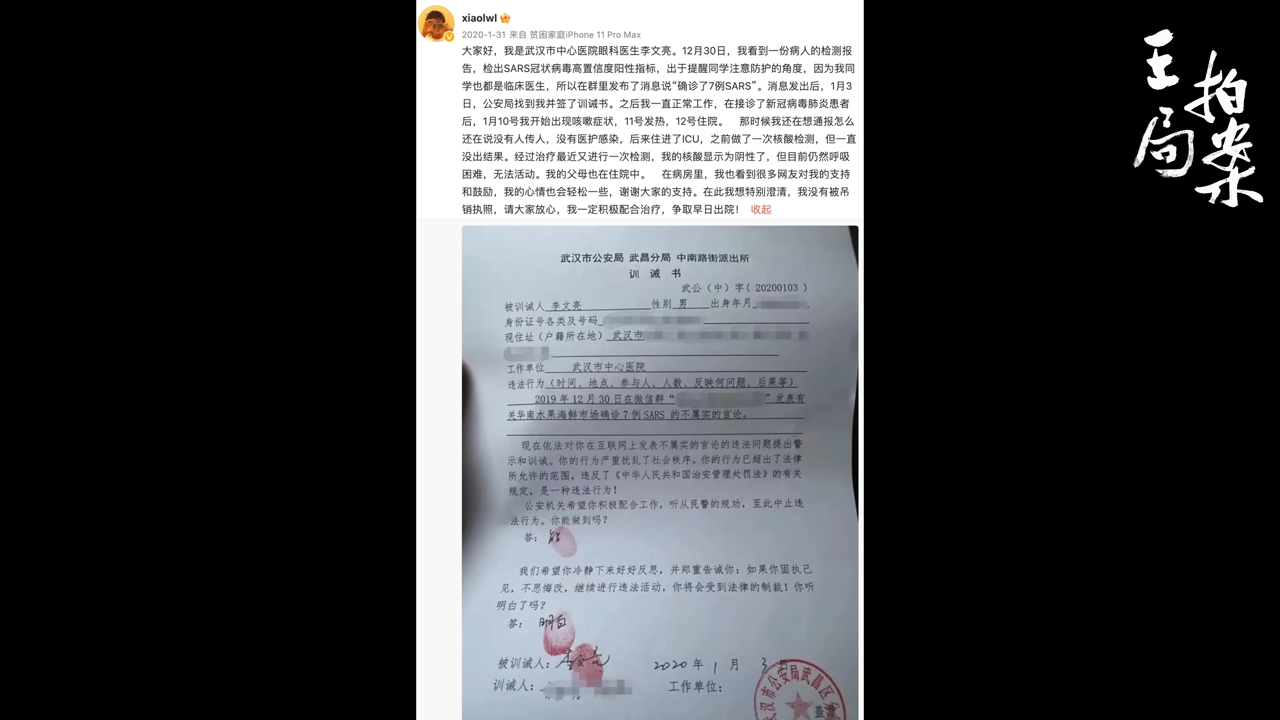 xiaolwl
2020-1-31 来自 贫困家庭iPhone 11 Pro Max
大家好，我是武汉市中心医院眼科医生李文亮。12月30日，我看到一份病人的检测报
告，检出SARS冠状病毒高置信度阳性指标，出于提醒同学注意防护的角度，因为我同
学也都是临床医生，所以在群里发布了消息说“确诊了7例SARS”。消息发出后，1月3
日，公安局找到我并签了训诫书。之后我一直正常工作，在接诊了新冠病毒肺炎患者
后，1月10号我开始出现咳嗽症状，11号发热，12号住院。 那时候我还在想通报怎么
还在说没有人传人，没有医护感染，后来住进了ICU，之前做了一次核酸检测，但一直
没出结果。经过治疗最近又进行一次检测，我的核酸显示为阴性了，但目前仍然呼吸
困难，无法活动。我的父母也在住院中。 在病房里，我也看到很多网友对我的支持
和鼓励，我的心情也会轻松一些，谢谢大家的支持。在此我想特别澄清，我没有被吊
销执照，请大家放心，我一定积极配合治疗，争取早日出院！ 收起
王局拍案
武汉市公安局 武昌分局 中南路街派出所
训 诫 书
武公（中）字（20200103）
被训诫人 李文亮 性别 男 出身年月
身份证号各类及号码
现住址（户籍所在地） 武汉市
工作单位 武汉市中心医院
违法行为（时间、地点、参与人、人数、反映何问题、后果等）
2019年12月30日在微信群“ ”发表有
关华南水果海鲜市场确诊7例SARS的不属实的言论。
现在依法对你在互联网上发表不属实的言论的违法问题提出警
示和训诫。你的行为严重扰乱了社会秩序。你的行为已超出了法律
所允许的范围，违反了《中华人民共和国治安管理处罚法》的有关
规定，是一种违法行为！
公安机关希望你积极配合工作，听从民警的规劝，至此中止违
法行为。你能做到吗？
答： 能
我们希望你冷静下来好好反思，并郑重告诫你：如果你固执己
见，不思悔改，继续进行违法活动，你将会受到法律的制裁！你听
明白了吗？
答： 明白
被训诫人：李文亮 2020年1月3日
训诫人： 工作单位：
武汉市公安局武昌区